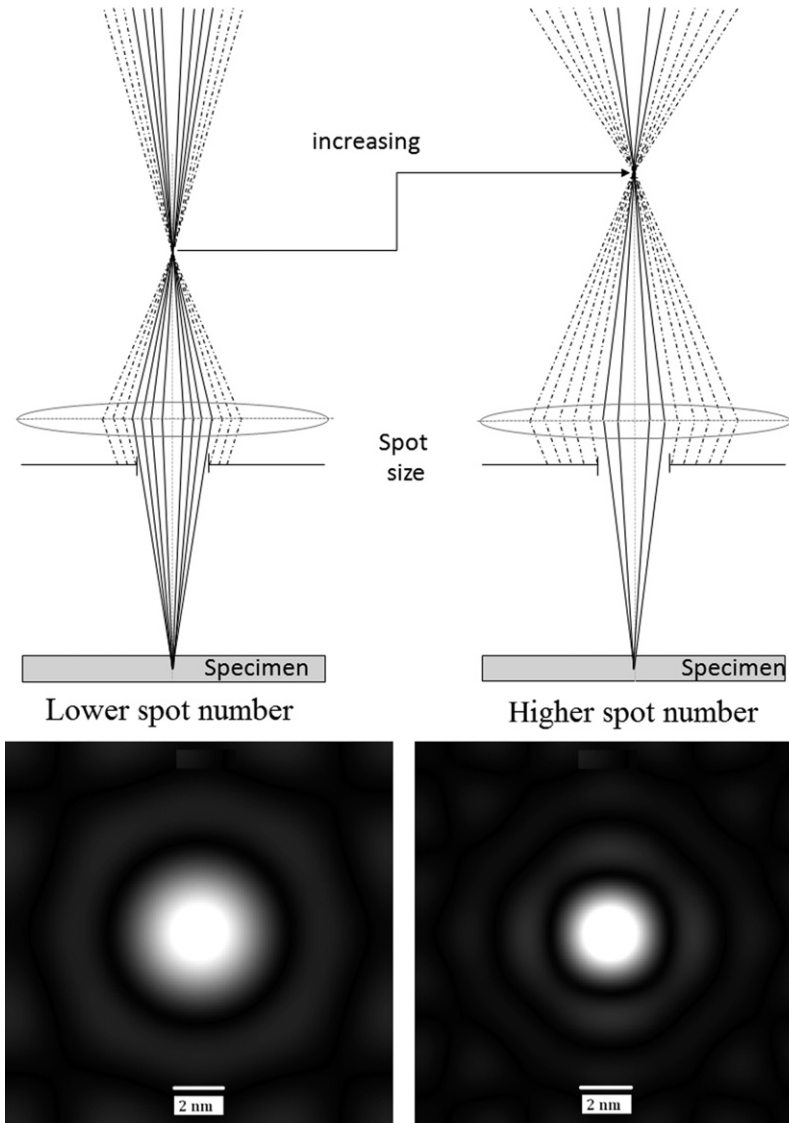 increasing
Spot
size
Specimen
Specimen
Lower spot number
Higher spot number
2 nm
2 nm